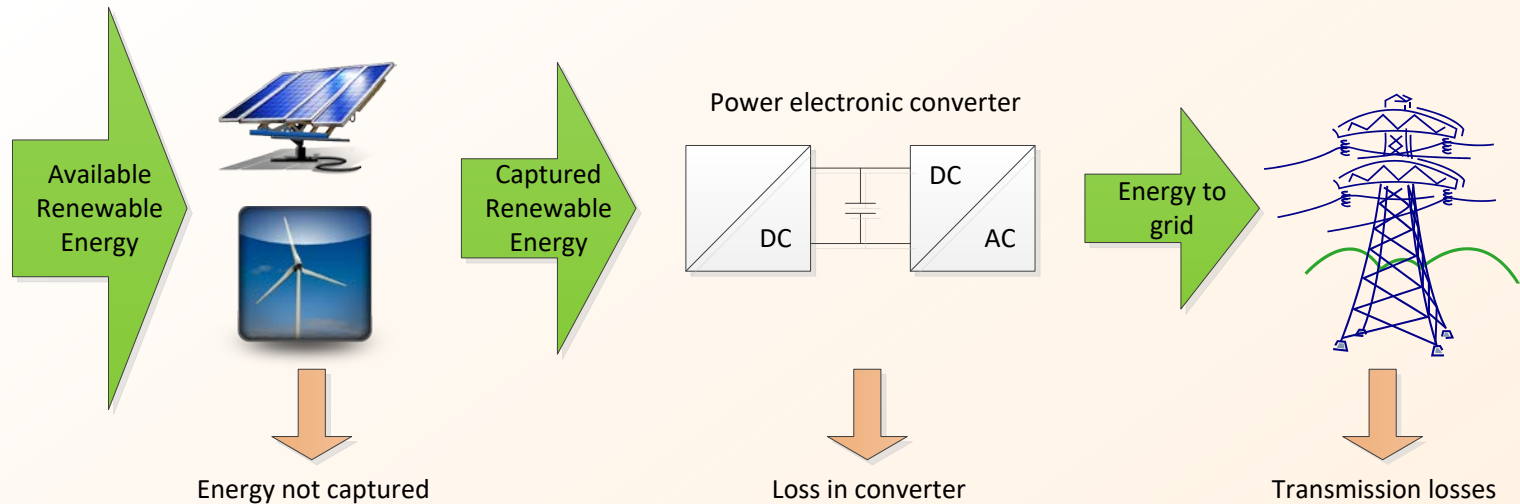 Available
Renewable
Energy
Captured
Renewable
Energy
Power electronic converter
DC
DC
AC
Energy to
grid
Energy not captured
Loss in converter
Transmission losses